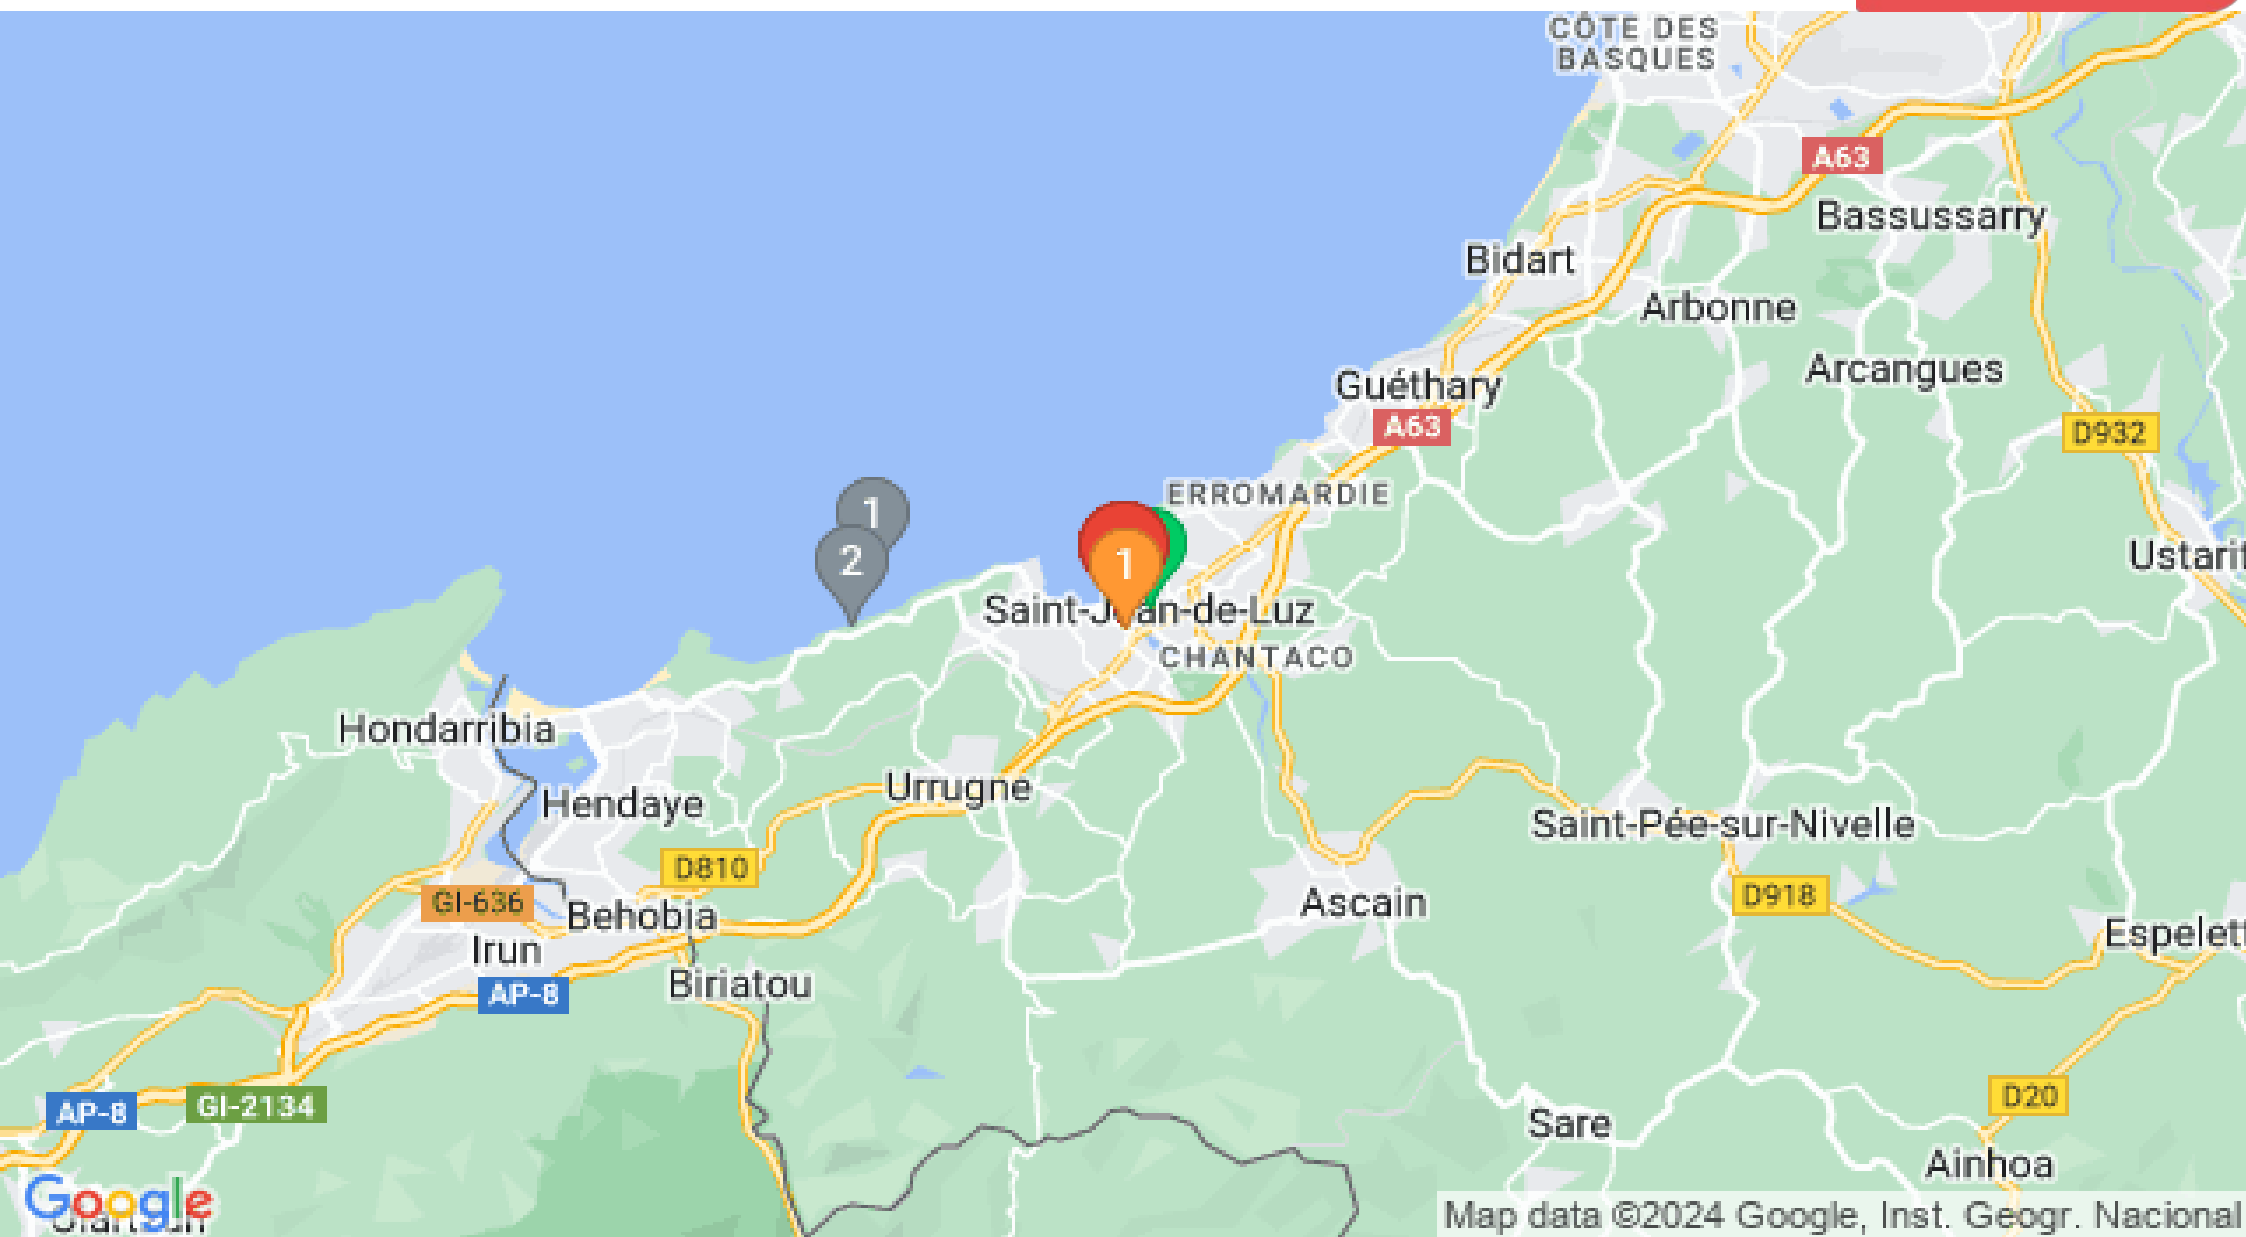 CÔTE DES
BASQUES
A63
Bassussarry
Bidart
Arbonne
Arcangues
Guéthary
A63
D932
ERROMARDIE
1
2
1
Ustarit
Saint-Jean-de-Luz
CHANTACO
Hondarribia
Urrugne
Hendaye
Saint-Pée-sur-Nivelle
D810
D918
GI-636
Ascain
Behobia
Espelett
Irun
Biriatou
AP-8
AP-8
GI-2134
D20
Sare
Ainhoa
Google
Map data ©2024 Google, Inst. Geogr. Nacional